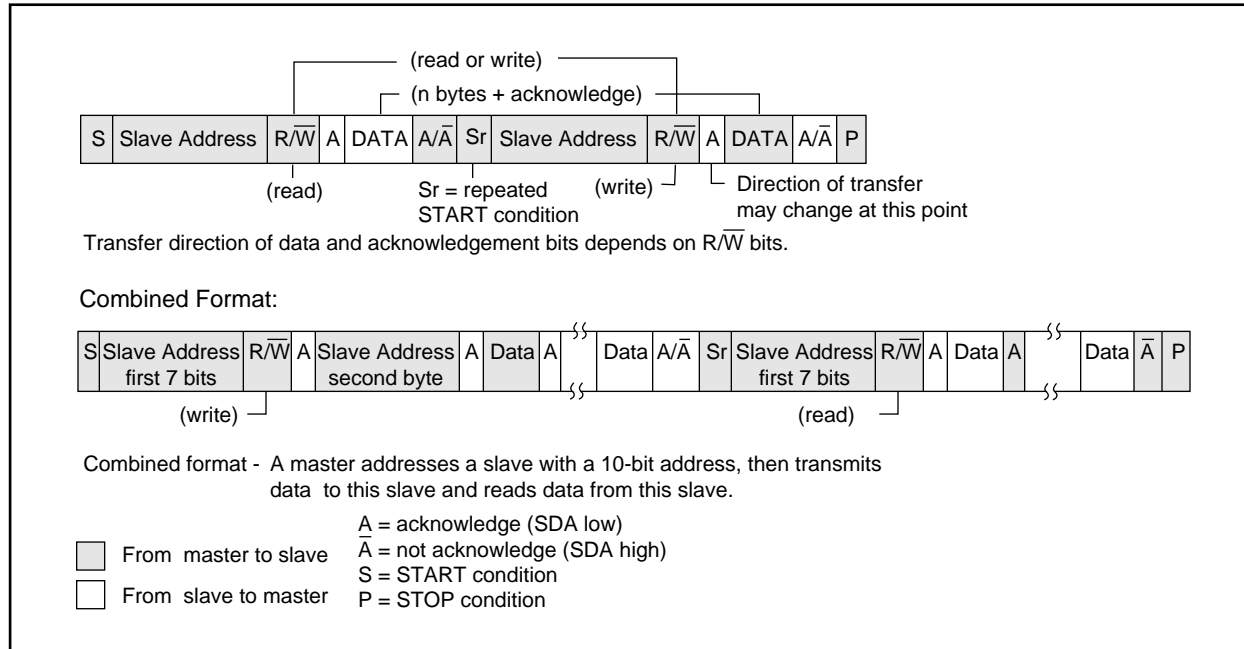 (read or write)
(n bytes + acknowledge)
S Slave Address R/W̅ A DATA A/A̅ Sr Slave Address R/W̅ A DATA A/A̅ P
(read) Sr = repeated (write) Direction of transfer
START condition may change at this point
Transfer direction of data and acknowledgement bits depends on R/W̅ bits.
Combined Format:
S Slave Address R/W̅ A Slave Address A Data A Data A/A̅ Sr Slave Address R/W̅ A Data A Data A̅ P
first 7 bits second byte first 7 bits
(write) (read)
Combined format - A master addresses a slave with a 10-bit address, then transmits
data to this slave and reads data from this slave.
A = acknowledge (SDA low)
From master to slave A̅ = not acknowledge (SDA high)
S = START condition
From slave to master P = STOP condition